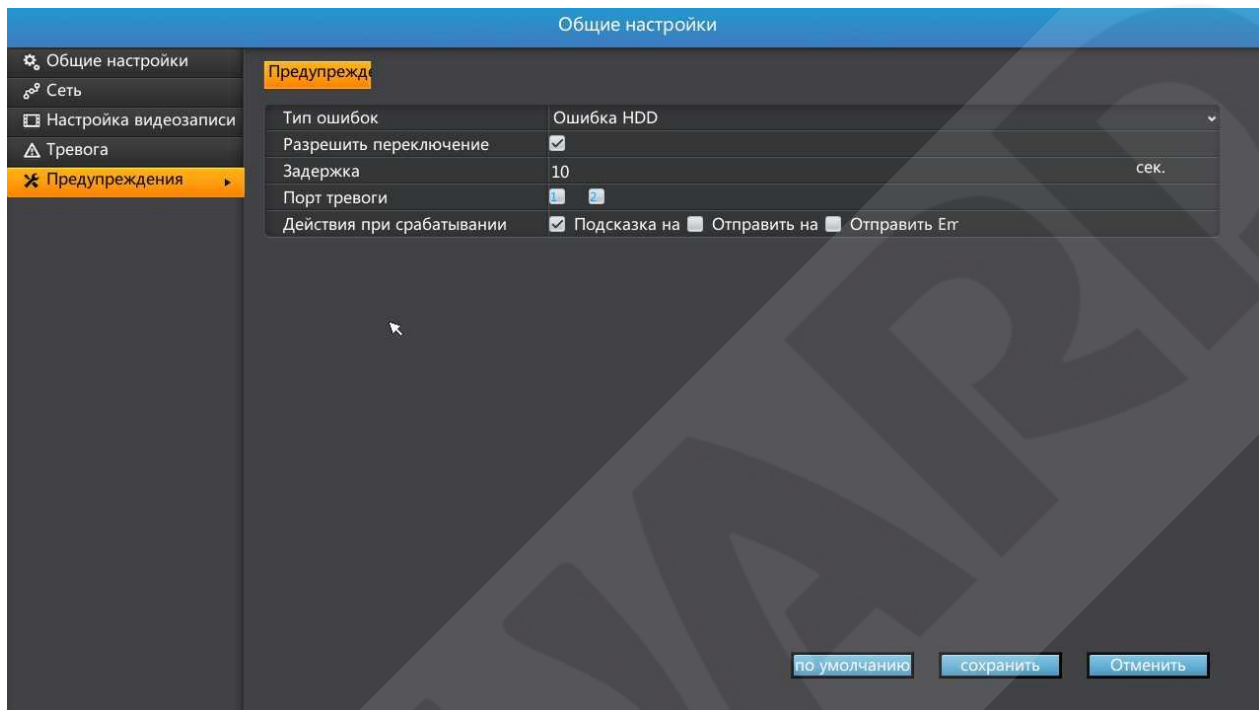 Общие настройки
Общие настройки
Сеть
Настройка видеозаписи
Тревога
Предупреждения
Предупрежде
Тип ошибок Ошибка HDD
Разрешить переключение
Задержка 10 сек.
Порт тревоги 1 2
Действия при срабатывании Подсказка на Отправить на Отправить Em
по умолчанию сохранить Отменить